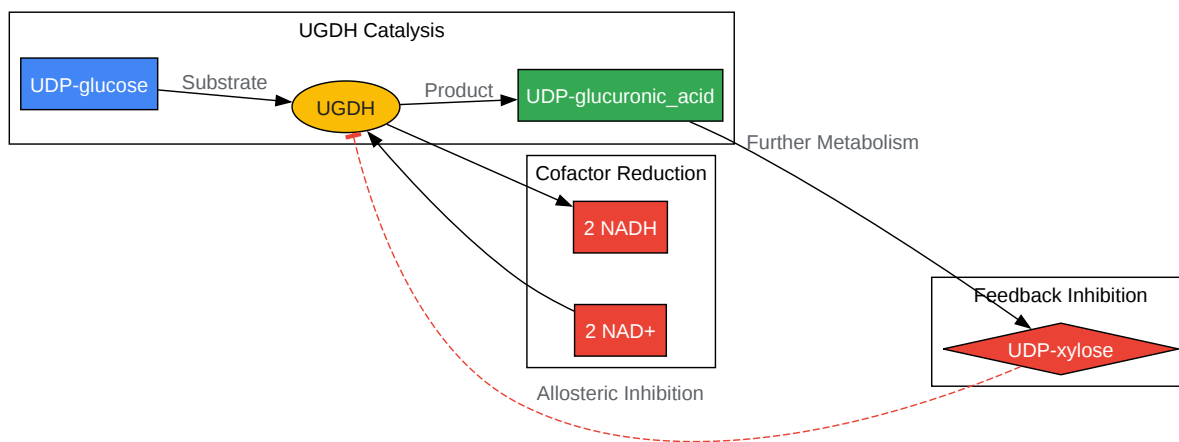 UGDH Catalysis
UDP-glucose
Substrate
UGDH
Product
UDP-glucuronic_acid
Further Metabolism
Cofactor Reduction
2 NADH
2 NAD+
Feedback Inhibition
UDP-xylose
Allosteric Inhibition